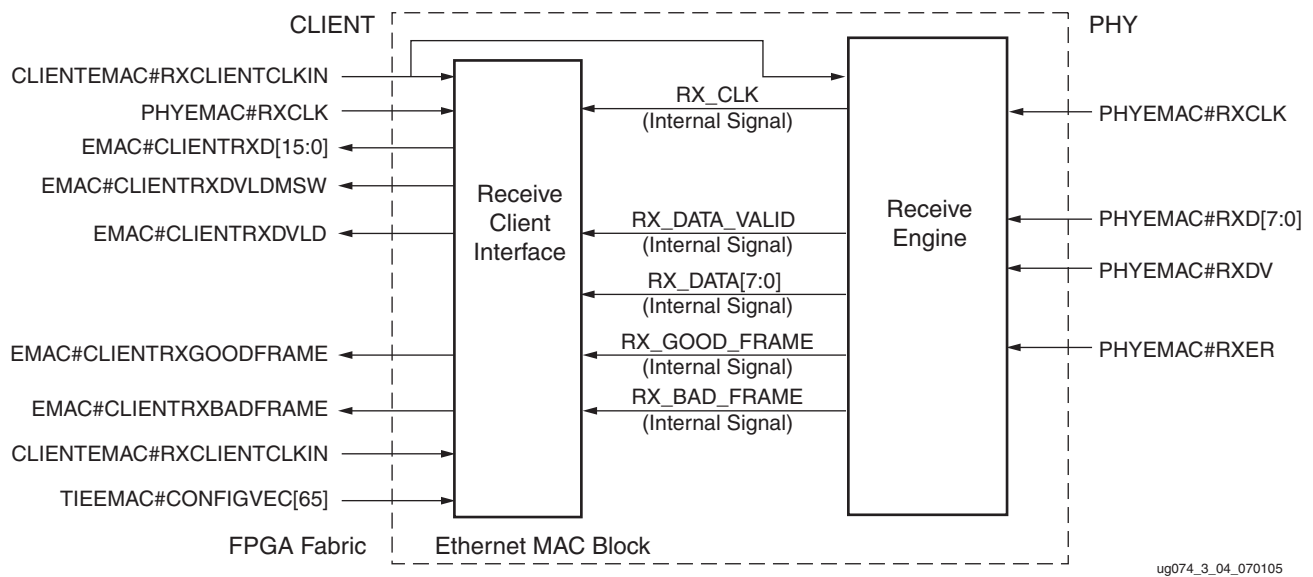 CLIENT
PHY
CLIENTEMAC#RXCLIENTCLKIN
PHYEMAC#RXCLK
EMAC#CLIENTRXD[15:0]
EMAC#CLIENTRXDVLDMSW
EMAC#CLIENTRXDVLD
EMAC#CLIENTRXGOODFRAME
EMAC#CLIENTRXBADFRAME
CLIENTEMAC#RXCLIENTCLKIN
TIEEMAC#CONFIGVEC[65]
FPGA Fabric
Receive
Client
Interface
RX_CLK
(Internal Signal)
RX_DATA_VALID
(Internal Signal)
RX_DATA[7:0]
(Internal Signal)
RX_GOOD_FRAME
(Internal Signal)
RX_BAD_FRAME
(Internal Signal)
Receive
Engine
PHYEMAC#RXCLK
PHYEMAC#RXD[7:0]
PHYEMAC#RXDV
PHYEMAC#RXER
Ethernet MAC Block
ug074_3_04_070105